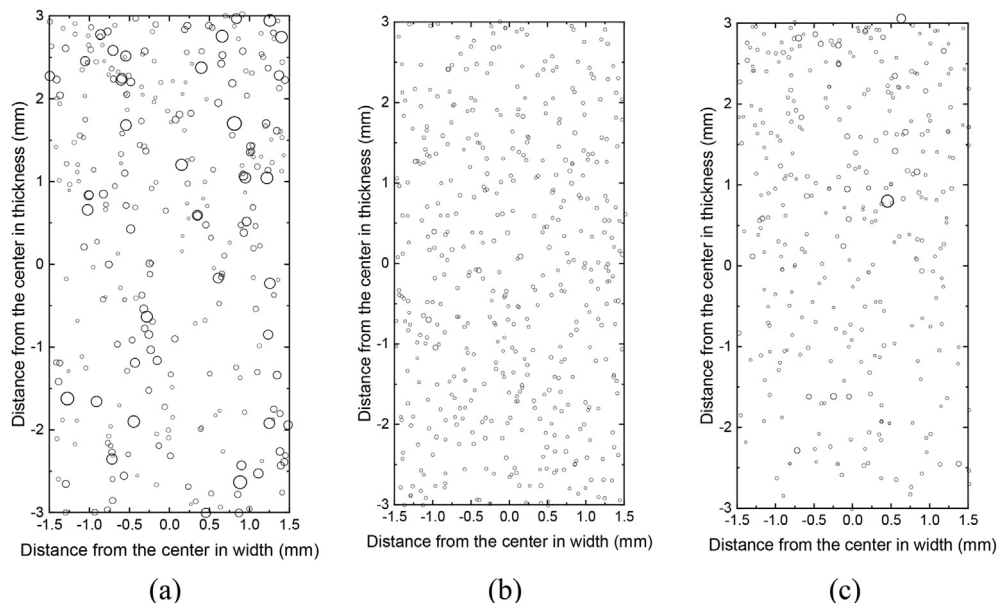 3
2
1
0
-1
-2
-3
-1.5 -1.0 -0.5 0.0 0.5 1.0 1.5
Distance from the center in thickness (mm)
Distance from the center in width (mm)
(a)
3
2
1
0
-1
-2
-3
-1.5 -1.0 -0.5 0.0 0.5 1.0 1.5
Distance from the center in thickness (mm)
Distance from the center in width (mm)
(b)
3
2
1
0
-1
-2
-3
-1.5 -1.0 -0.5 0.0 0.5 1.0 1.5
Distance from the center in thickness (mm)
Distance from the center in width (mm)
(c)